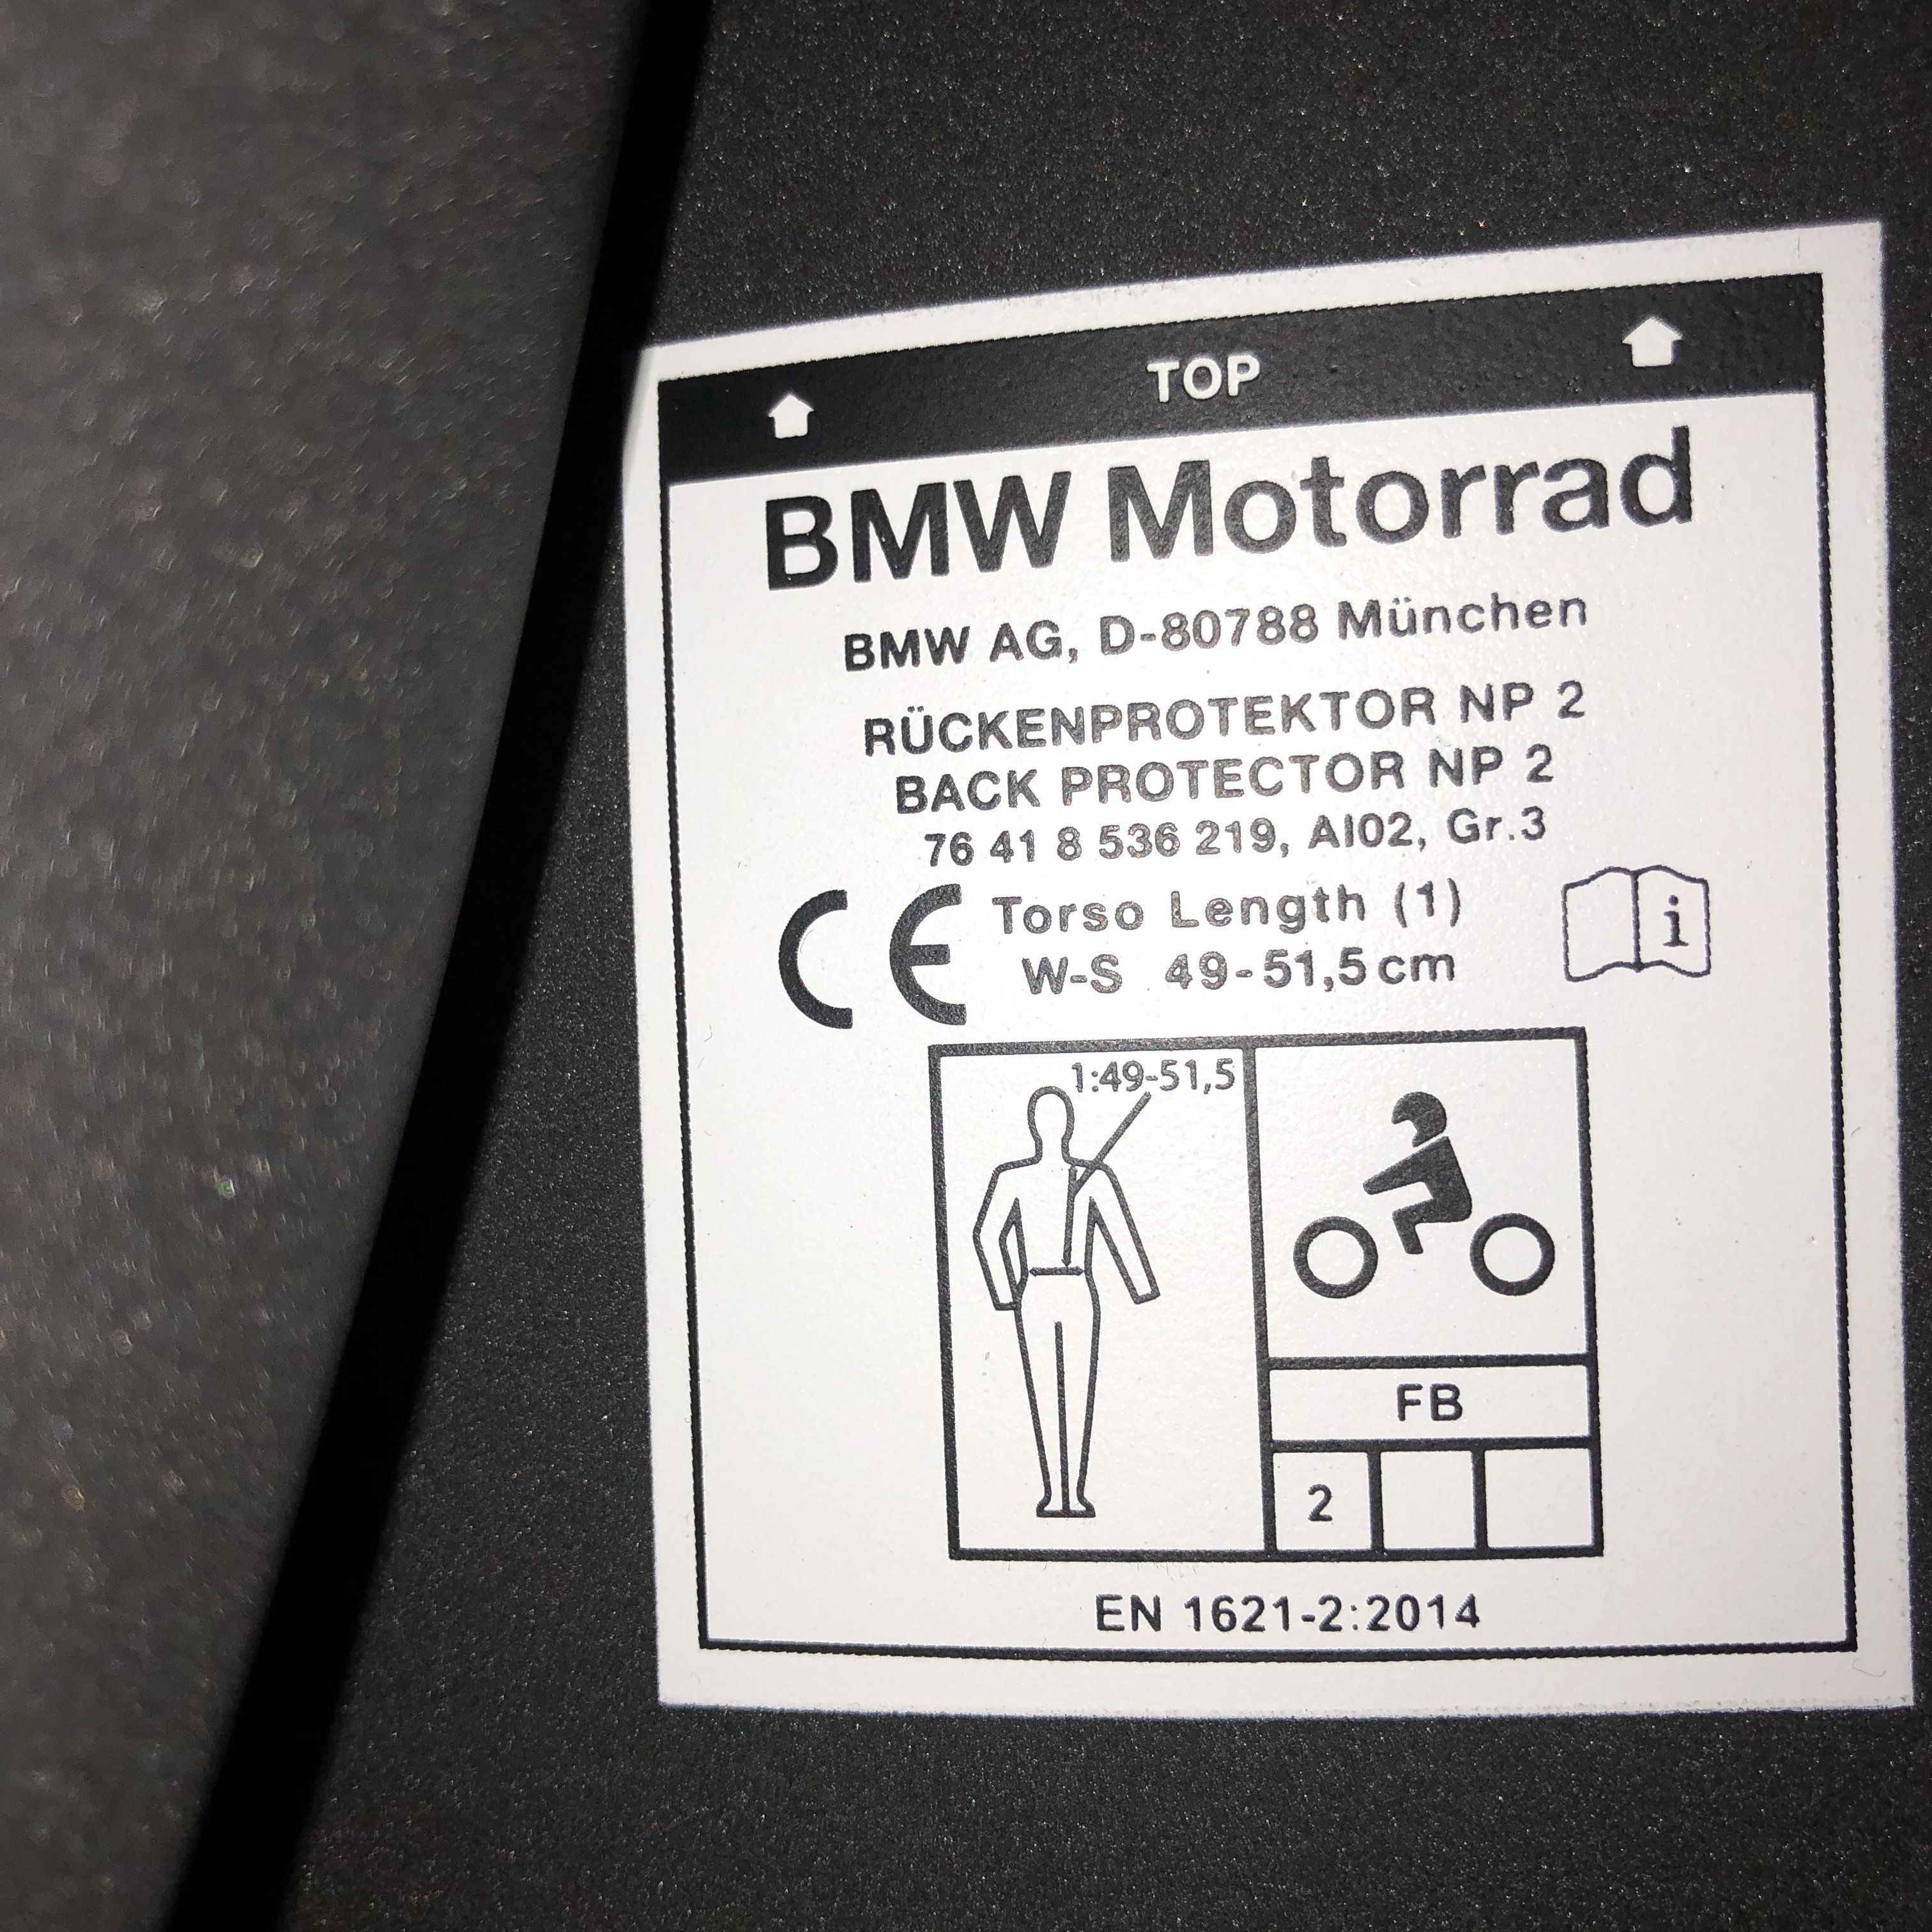 TOP
BMW Motorrad
BMW AG, D-80788 München
RÜCKENPROTEKTOR NP 2
BACK PROTECTOR NP 2
76 41 8 536 219, AI02, Gr.3
CE
Torso Length (1)
W-S 49-51,5cm
i
1:49-51,5
FB
2
EN 1621-2:2014